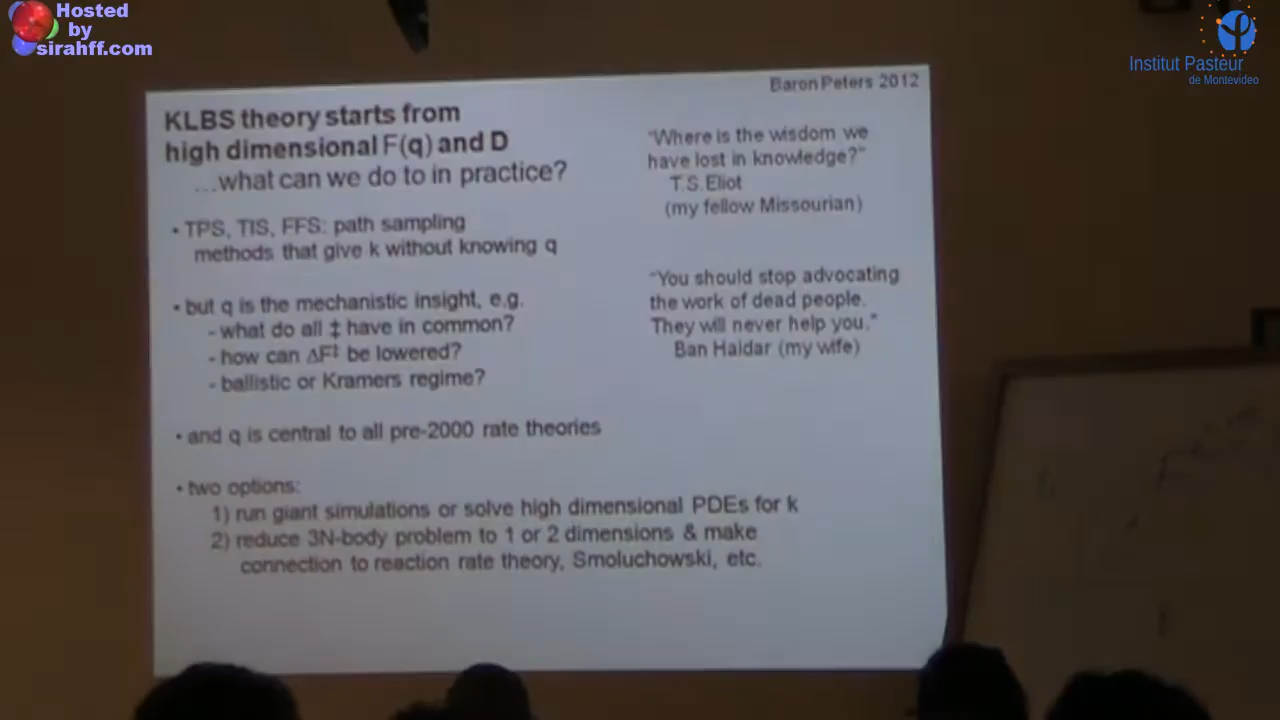 Hosted
by
sirahff.com
Institut Pasteur
de Montevideo
Baron Peters 2012
KLBS theory starts from
high dimensional F(q) and D
...what can we do to in practice?
• TPS, TIS, FFS: path sampling
methods that give k without knowing q
• but q is the mechanistic insight, e.g.
- what do all ‡ have in common?
- how can ΔF‡ be lowered?
- ballistic or Kramers regime?
• and q is central to all pre-2000 rate theories
• two options:
1) run giant simulations or solve high dimensional PDEs for k
2) reduce 3N-body problem to 1 or 2 dimensions & make
connection to reaction rate theory, Smoluchowski, etc.
"Where is the wisdom we
have lost in knowledge?"
T.S. Eliot
(my fellow Missourian)
"You should stop advocating
the work of dead people.
They will never help you."
Ban Haidar (my wife)